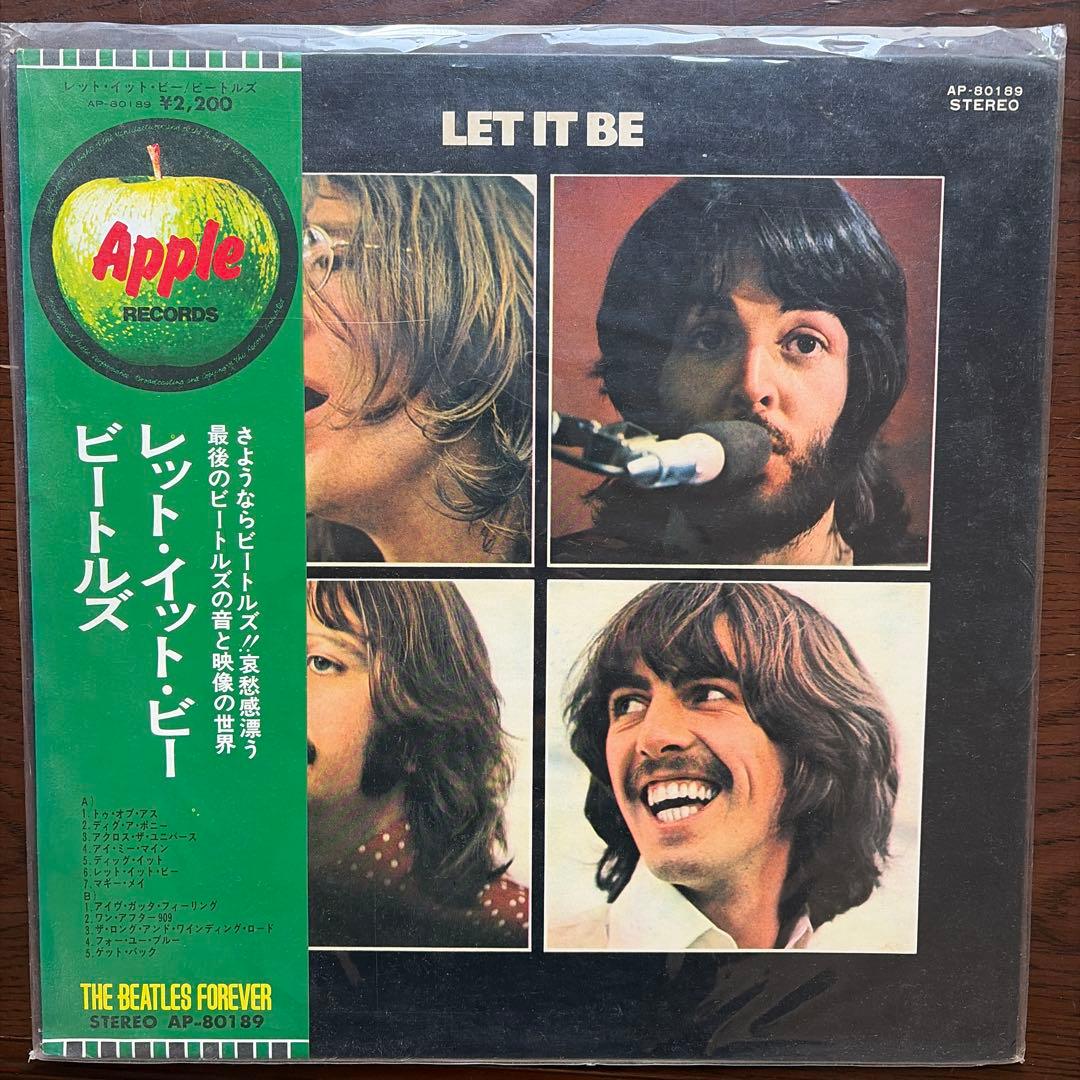 レット・イット・ビー/ビートルズ
AP-80189 ¥2,200
Apple
RECORDS
さようならビートルズ!!哀愁感漂う
最後のビートルズの音と映像の世界
レット・イット・ビー
ビートルズ
A)
1.トゥ・オブ・アス
2.ディグ・ア・ポニー
3.アクロス・ザ・ユニバース
4.アイ・ミー・マイン
5.ディッグ・イット
6.レット・イット・ビー
7.マギー・メイ
B)
1.アイヴ・ガッタ・フィーリング
2.ワン・アフター909
3.ザ・ロング・アンド・ワインディング・ロード
4.フォー・ユー・ブルー
5.ゲット・バック
THE BEATLES FOREVER
STEREO AP-80189
LET IT BE
AP-80189
STEREO